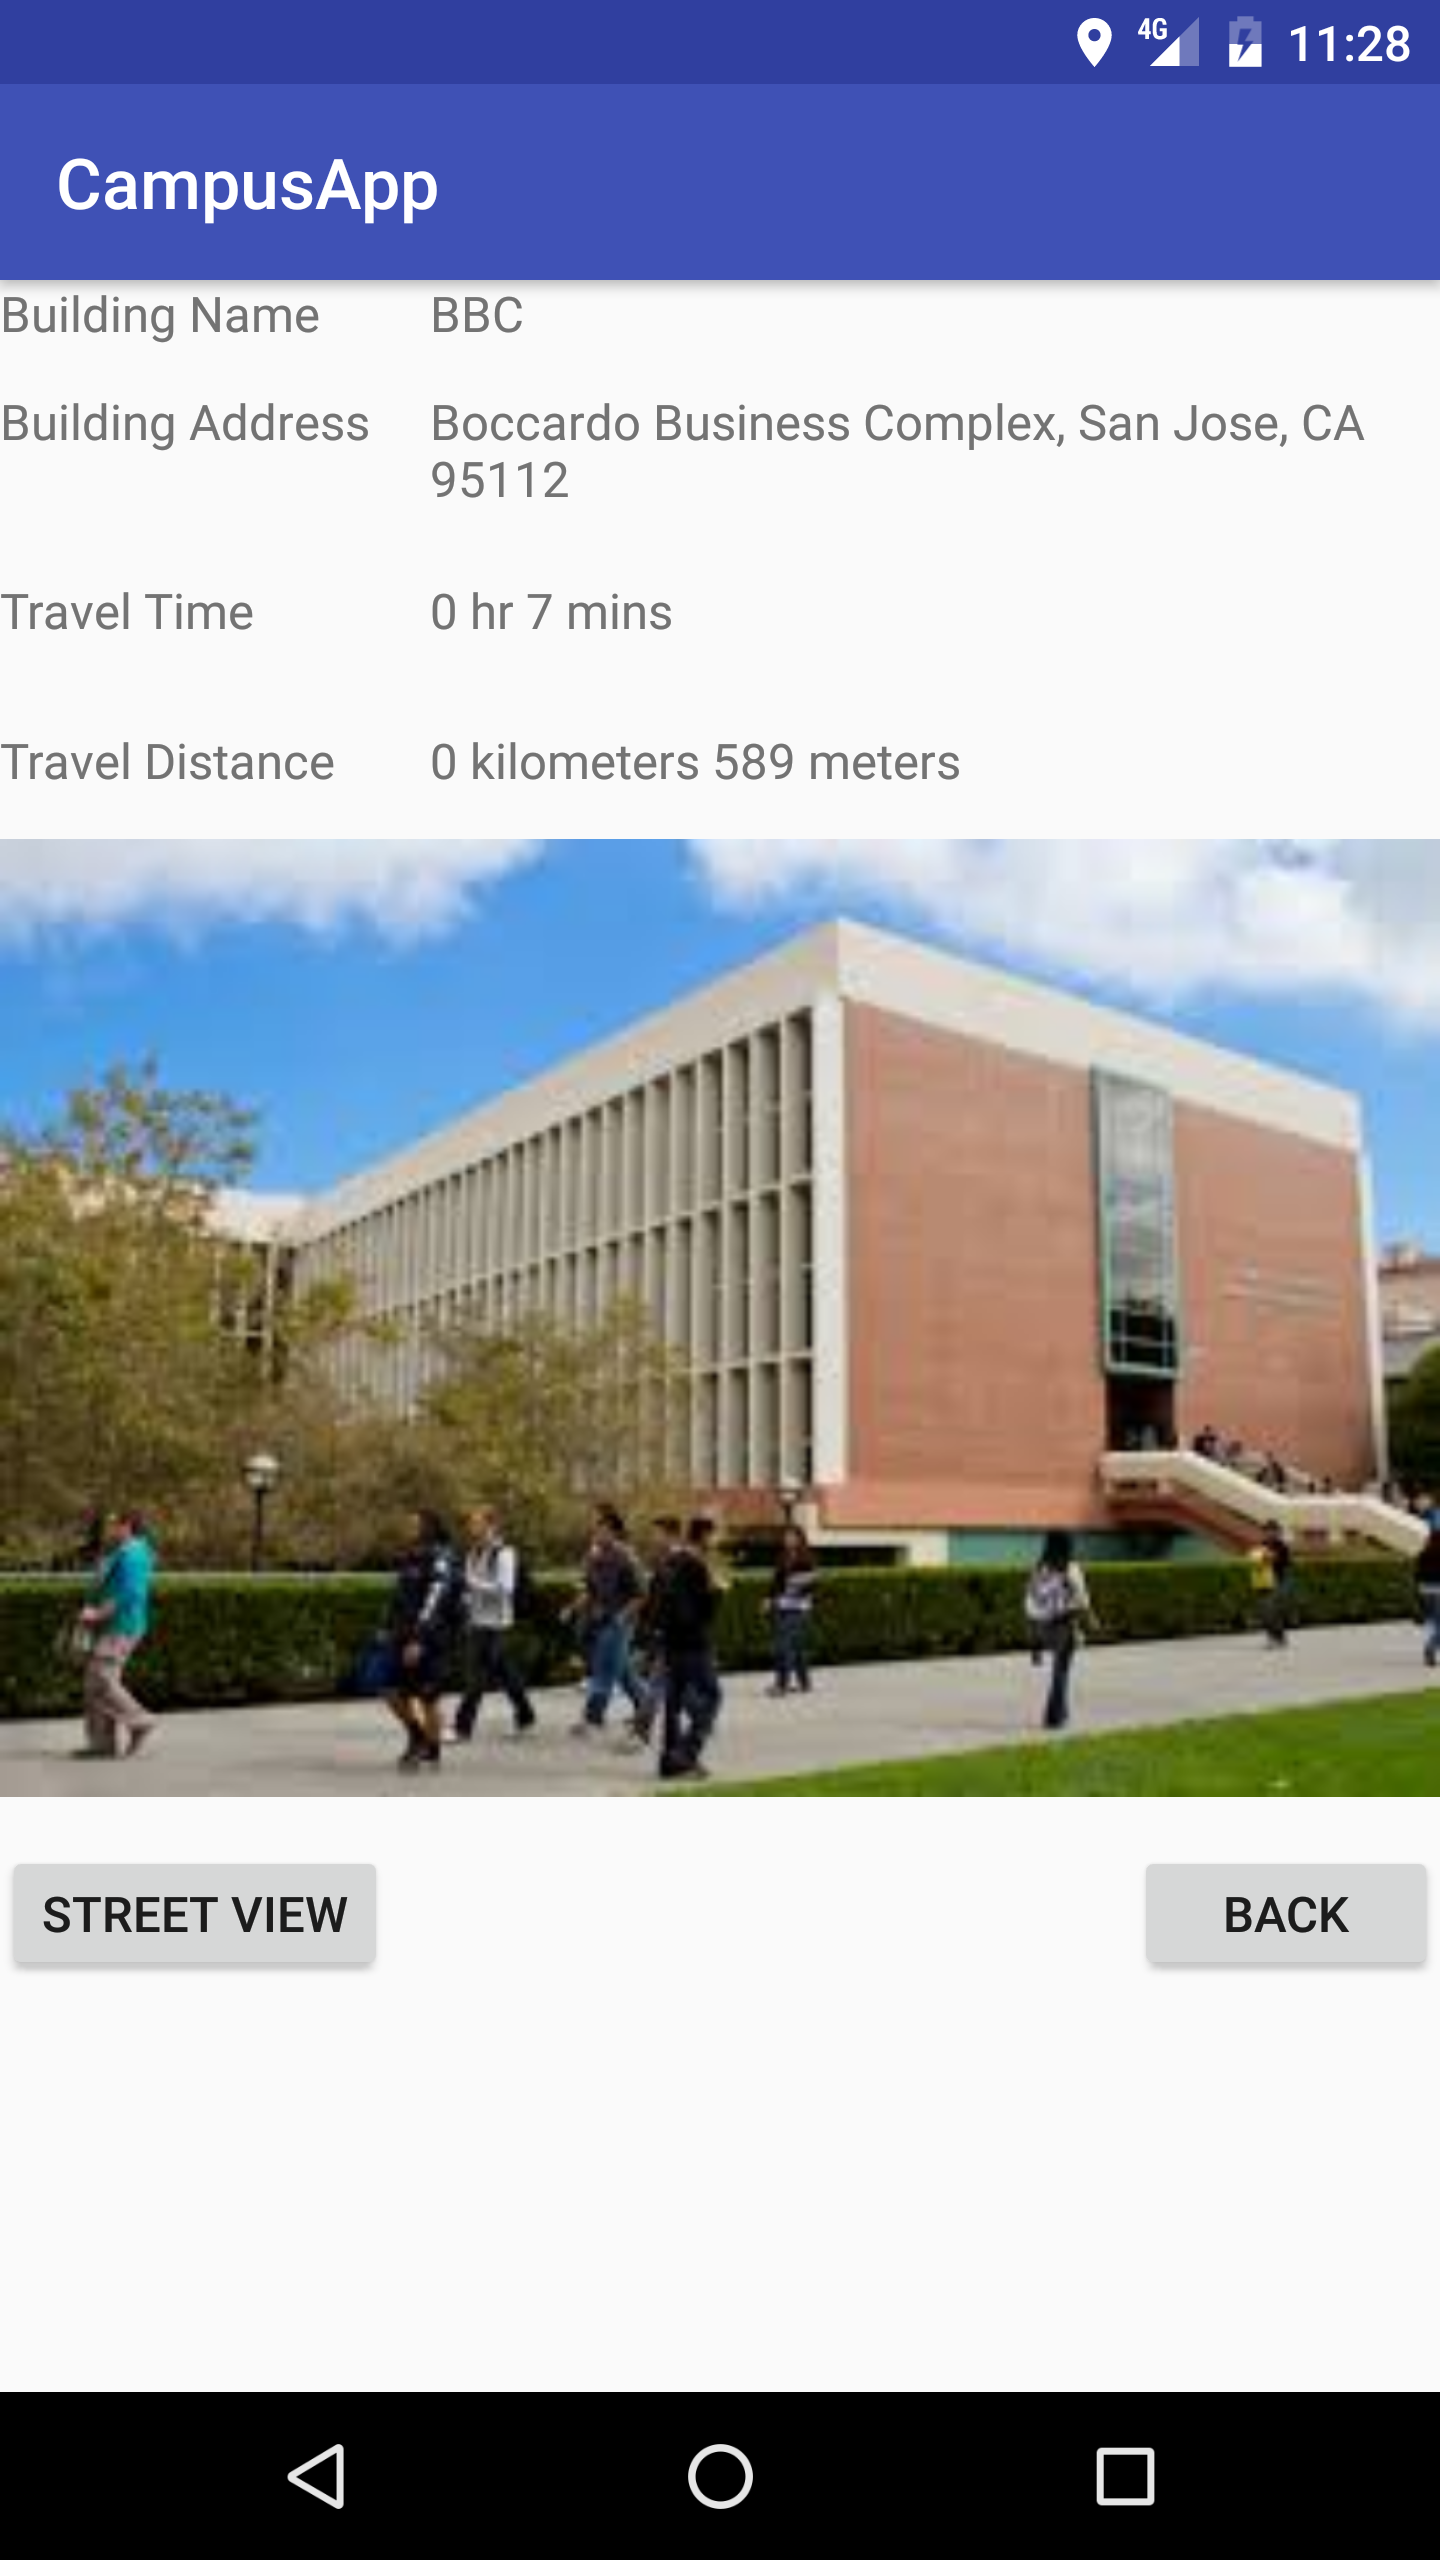 4G 11:28
CampusApp
Building Name BBC
Building Address Boccardo Business Complex, San Jose, CA
95112
Travel Time 0 hr 7 mins
Travel Distance 0 kilometers 589 meters
STREET VIEW BACK